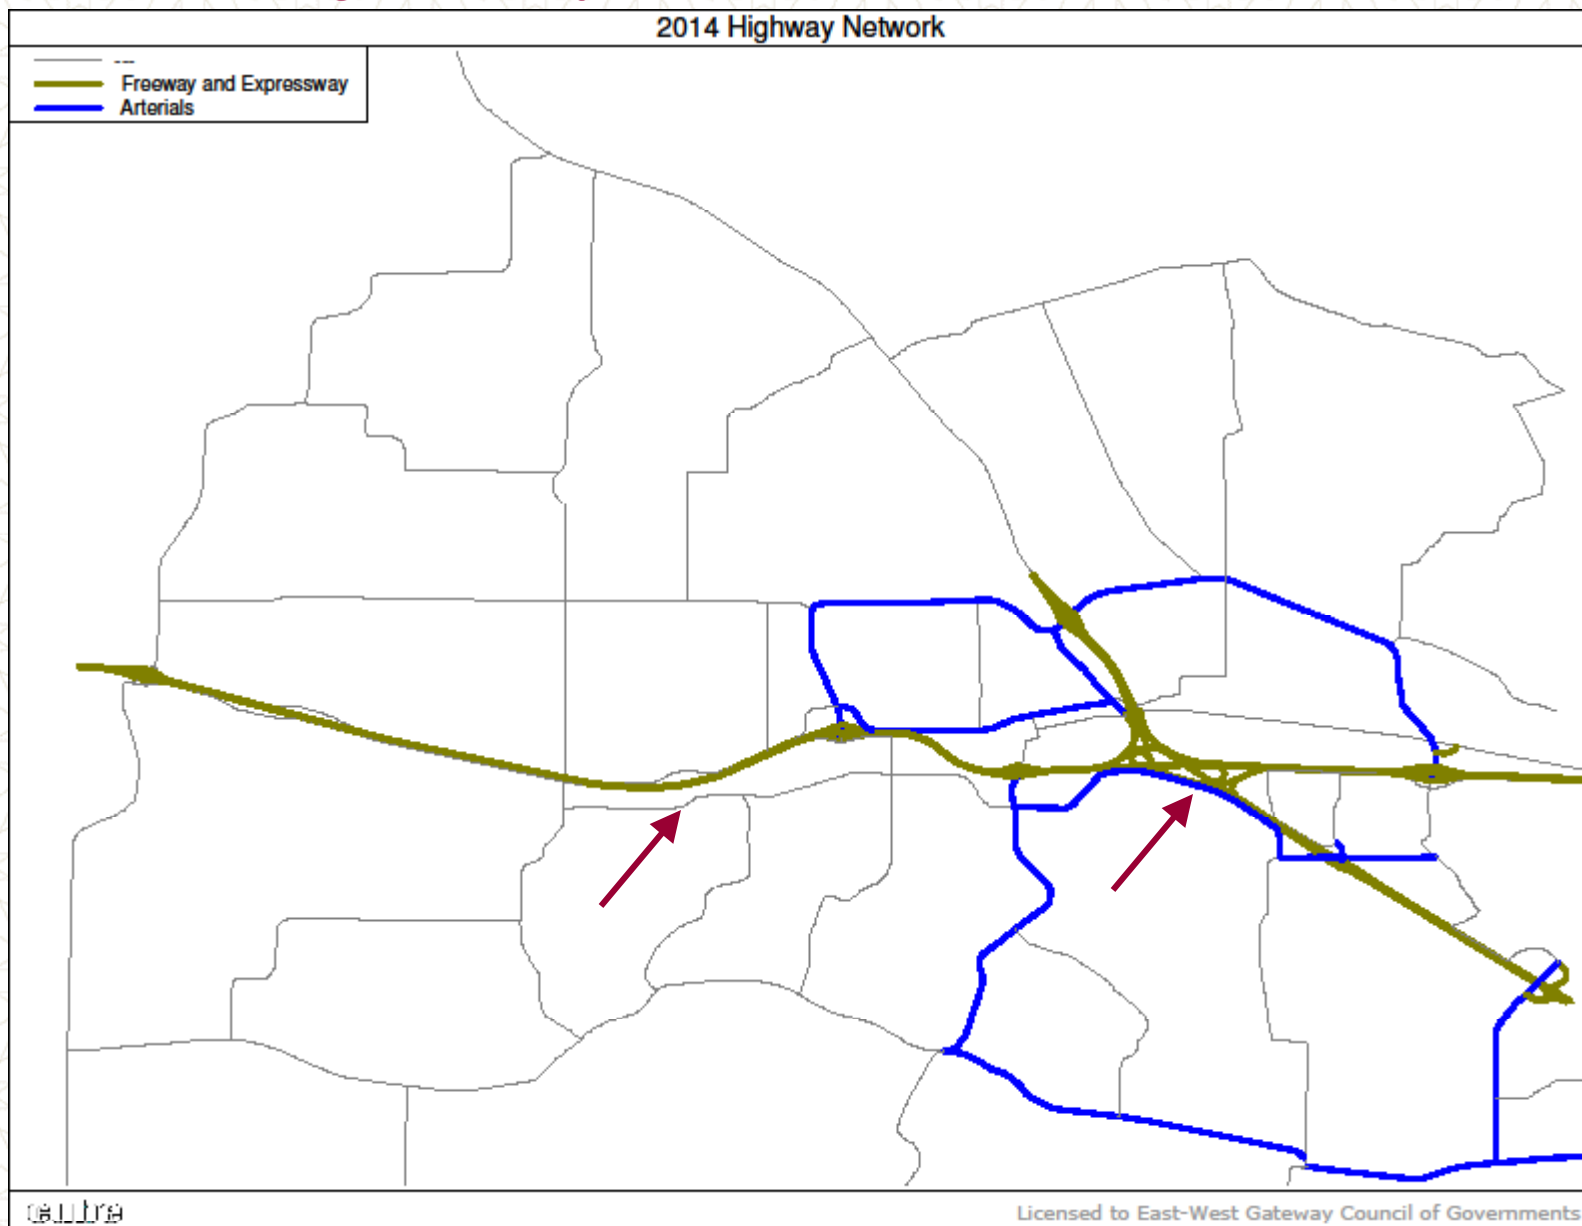 2014 Highway Network
---
Freeway and Expressway
Arterials
Licensed to East-West Gateway Council of Governments